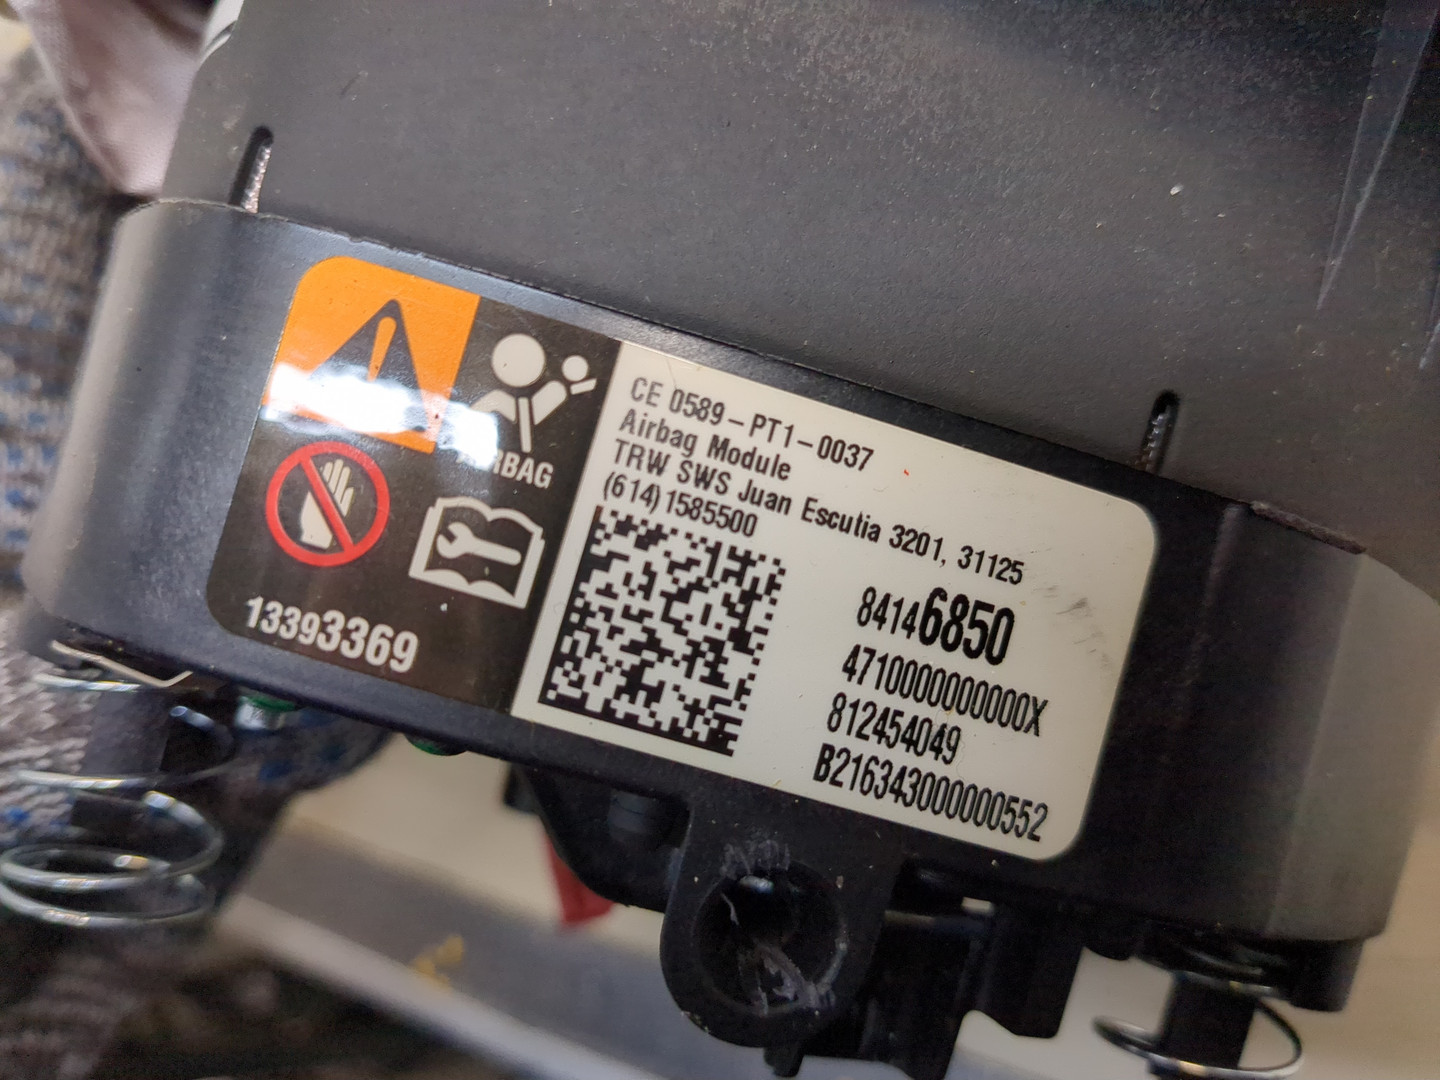 AIRBAG
13393369
CE 0589-PT1-0037
Airbag Module
TRW SWS Juan Escutia 3201, 31125
(614)1585500
84146850
4710000000000X
812454049
B216343000000552